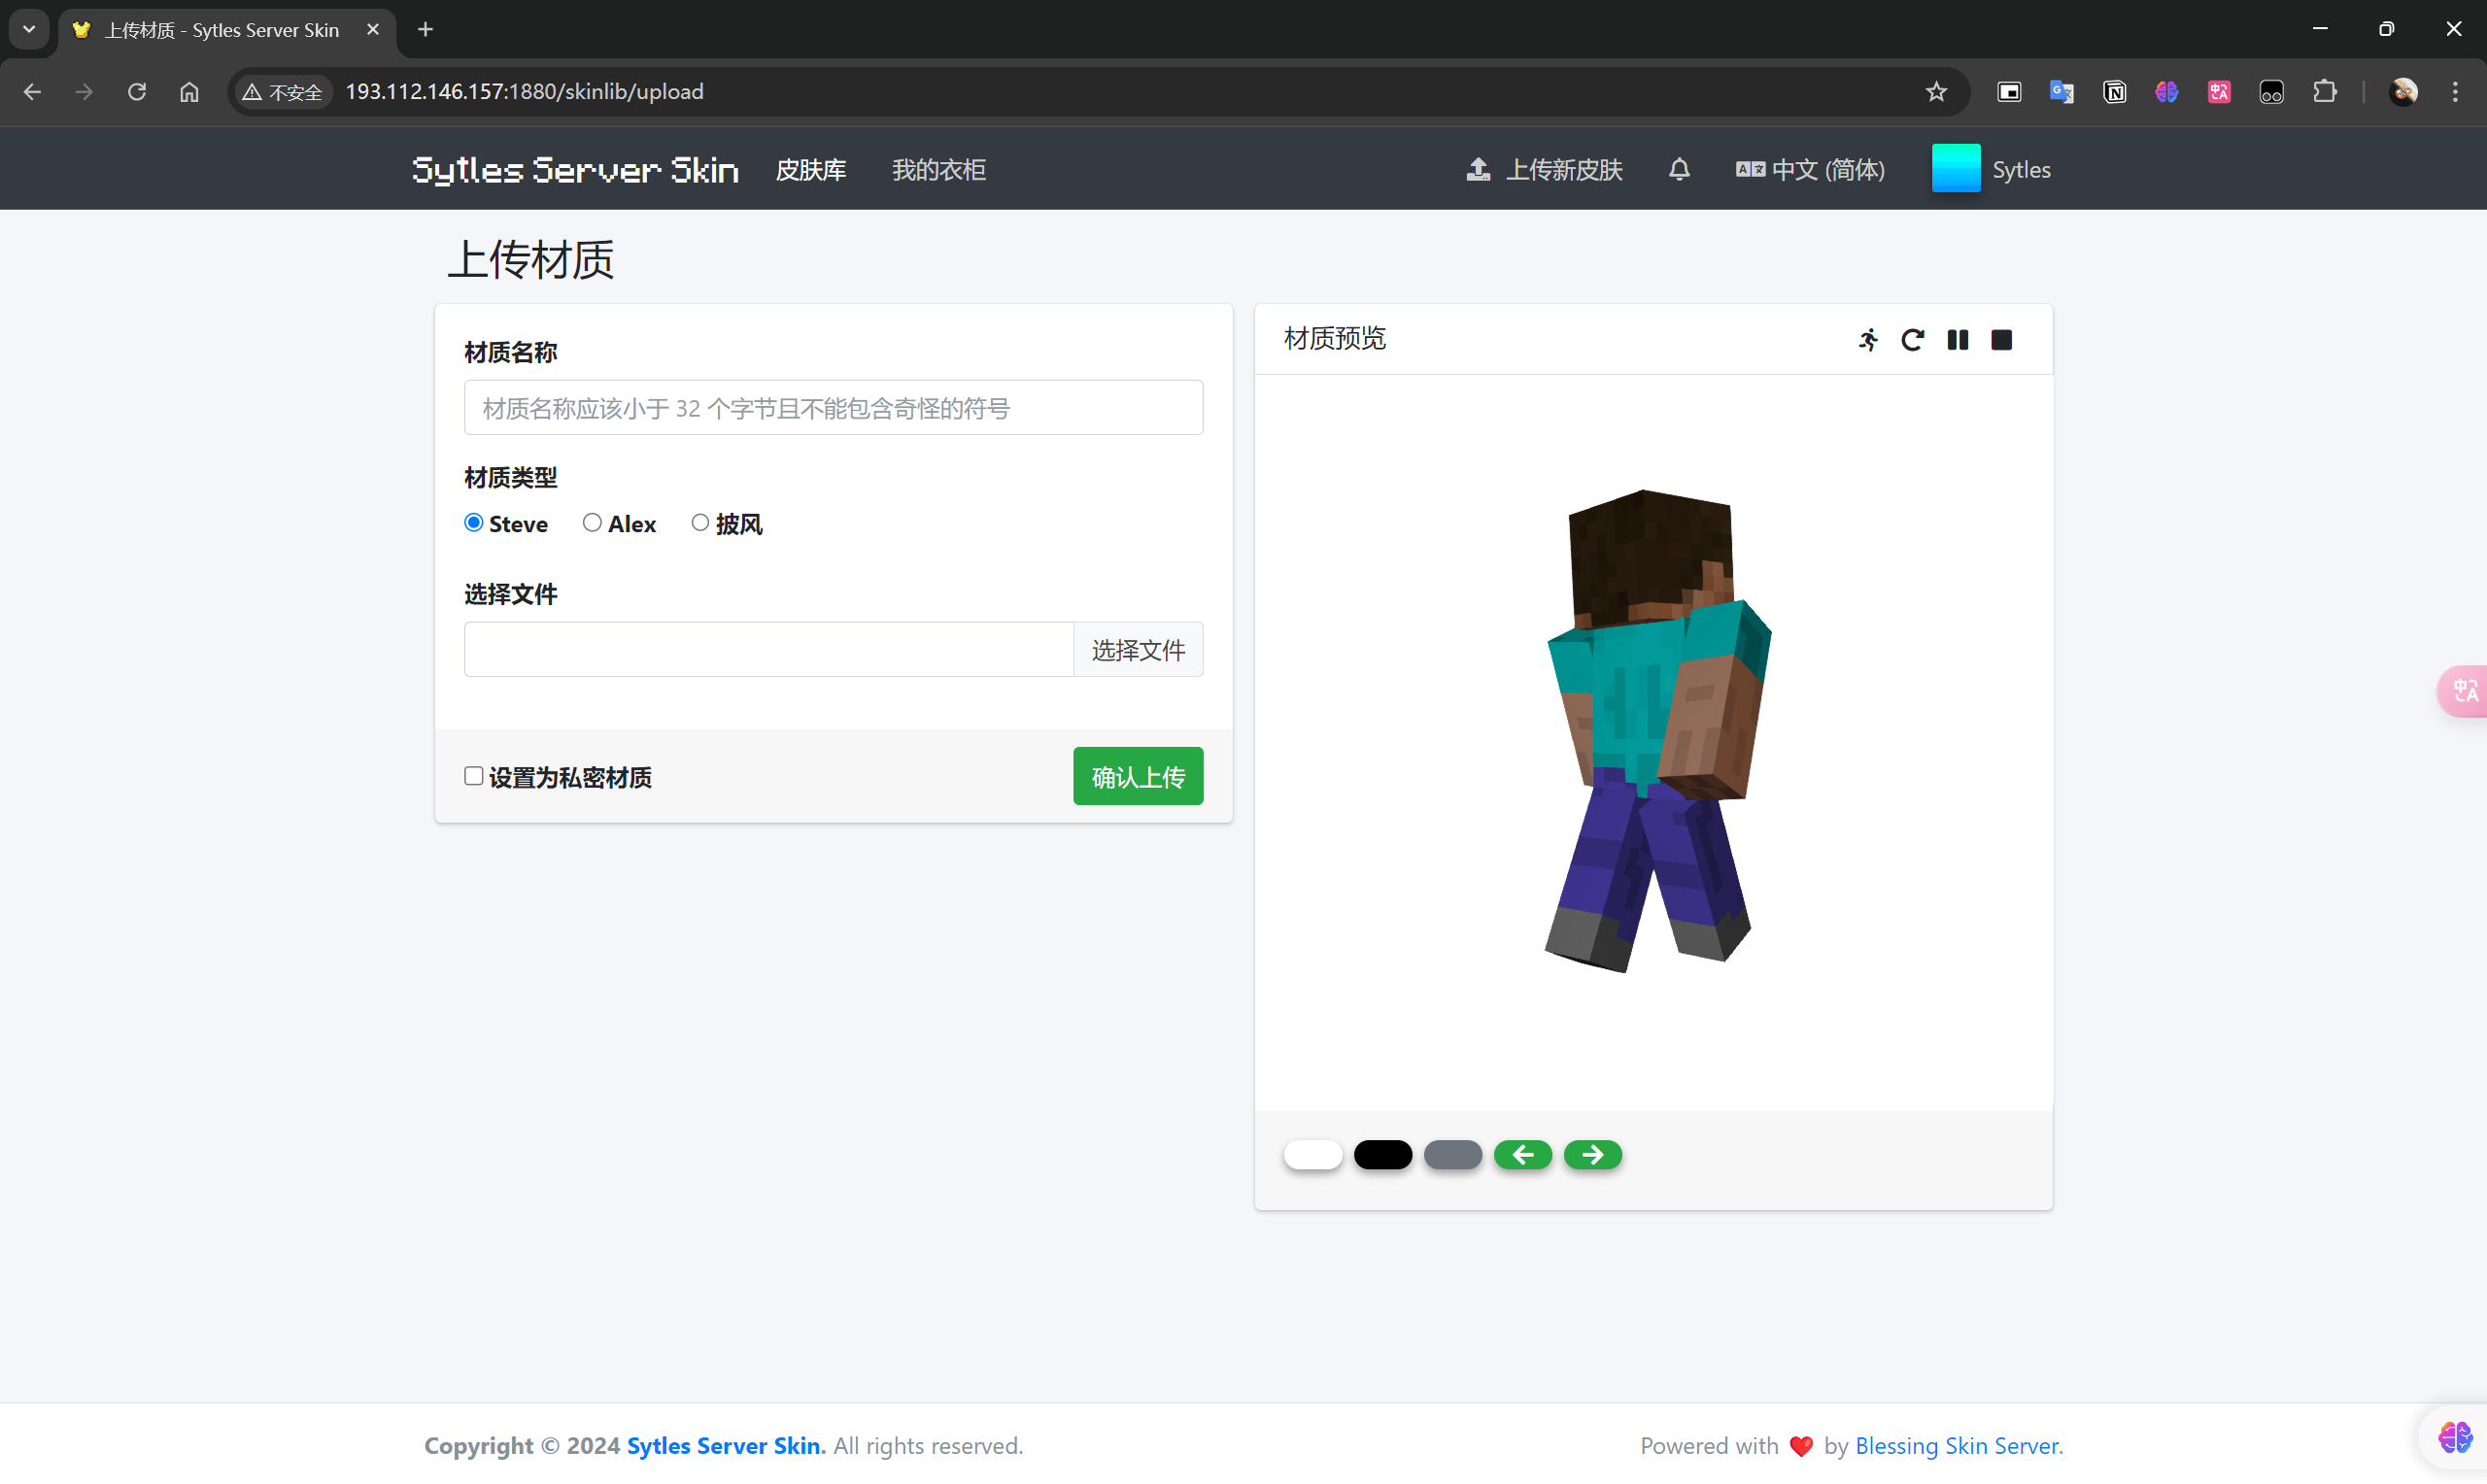 上传材质 - Sytles Server Skin
不安全
193.112.146.157:1880/skinlib/upload
Sytles Server Skin
皮肤库
我的衣柜
上传新皮肤
中文 (简体)
Sytles
上传材质
材质名称
材质名称应该小于 32 个字节且不能包含奇怪的符号
材质类型
Steve
Alex
披风
选择文件
选择文件
设置为私密材质
确认上传
材质预览
Copyright © 2024 Sytles Server Skin. All rights reserved.
Powered with ❤ by Blessing Skin Server.